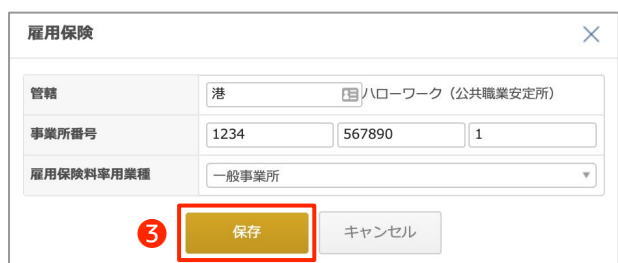 雇用保険
管轄 港 ハローワーク（公共職業安定所）
事業所番号 1234 567890 1
雇用保険料率用業種 一般事業所
3 保存 キャンセル